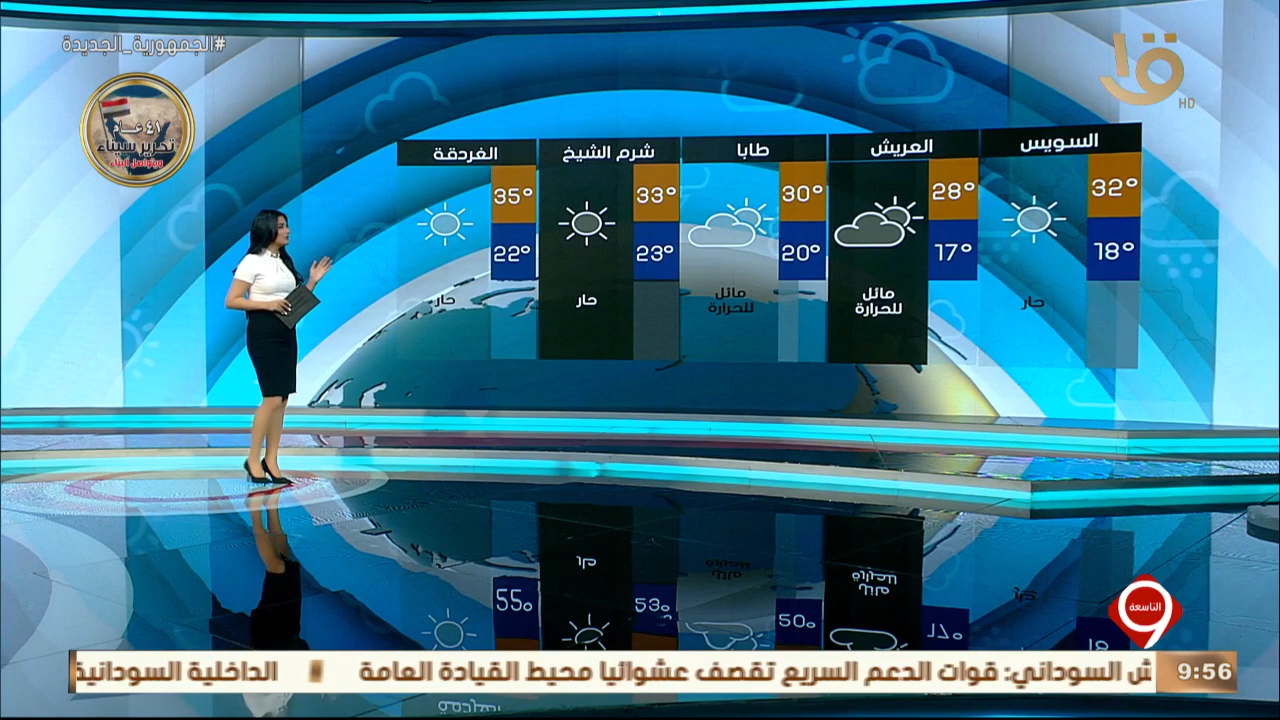 #الجمهورية_الجديدة
HD
٤١ عام
تحرير سيناء
السويس
32°
18°
حار
العريش
28°
17°
مائل
للحرارة
طابا
30°
20°
مائل
للحرارة
شرم الشيخ
33°
23°
حار
الغردقة
35°
22°
حار
التاسعة
9
9:56
ش السوداني: قوات الدعم السريع تقصف عشوائيا محيط القيادة العامة
الداخلية السودانية